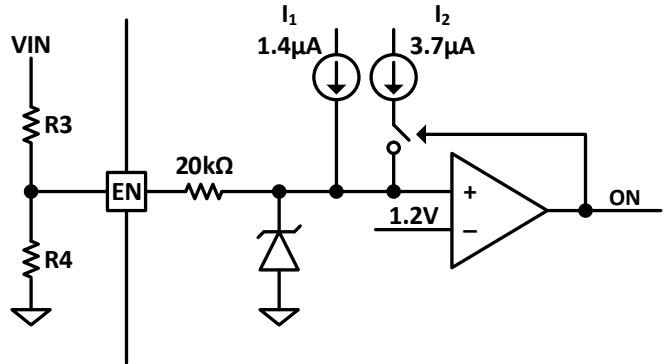 I₁ I₂
VIN 1.4µA 3.7µA
R3
20kΩ
EN
+ ON
1.2V
−
R4